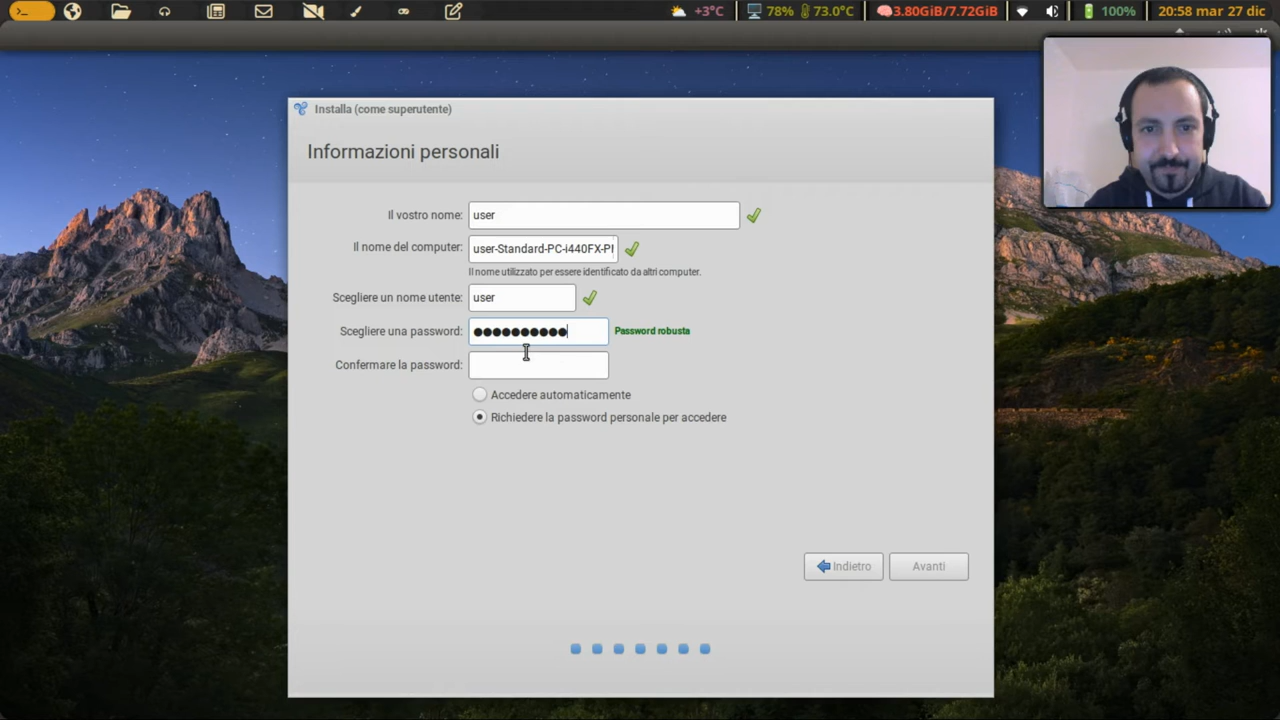 +3°C 78% 73.0°C 3.80GiB/7.72GiB 100% 20:58 mar 27 dic
Installa (come superutente)
Informazioni personali
Il vostro nome: user
Il nome del computer: user-Standard-PC-i440FX-PI
Il nome utilizzato per essere identificato da altri computer.
Scegliere un nome utente: user
Scegliere una password: ●●●●●●●●●● Password robusta
Confermare la password:
Accedere automaticamente
Richiedere la password personale per accedere
Indietro Avanti